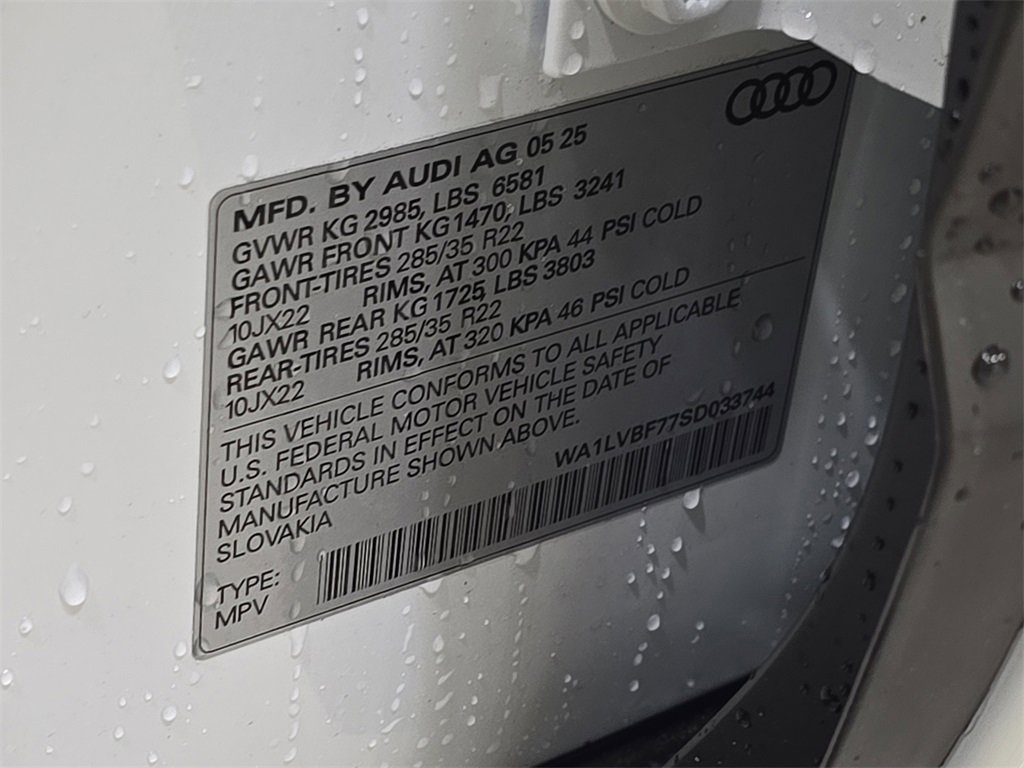 MFD. BY AUDI AG 05 25
GVWR KG 2985, LBS 6581
GAWR FRONT KG 1470, LBS 3241
FRONT-TIRES 285/35 R22
10JX22 RIMS, AT 300 KPA 44 PSI COLD
GAWR REAR KG 1725, LBS 3803
REAR-TIRES 285/35 R22
10JX22 RIMS, AT 320 KPA 46 PSI COLD
THIS VEHICLE CONFORMS TO ALL APPLICABLE
U.S. FEDERAL MOTOR VEHICLE SAFETY
STANDARDS IN EFFECT ON THE DATE OF
MANUFACTURE SHOWN ABOVE.
SLOVAKIA
WA1LVBF77SD033744
TYPE:
MPV